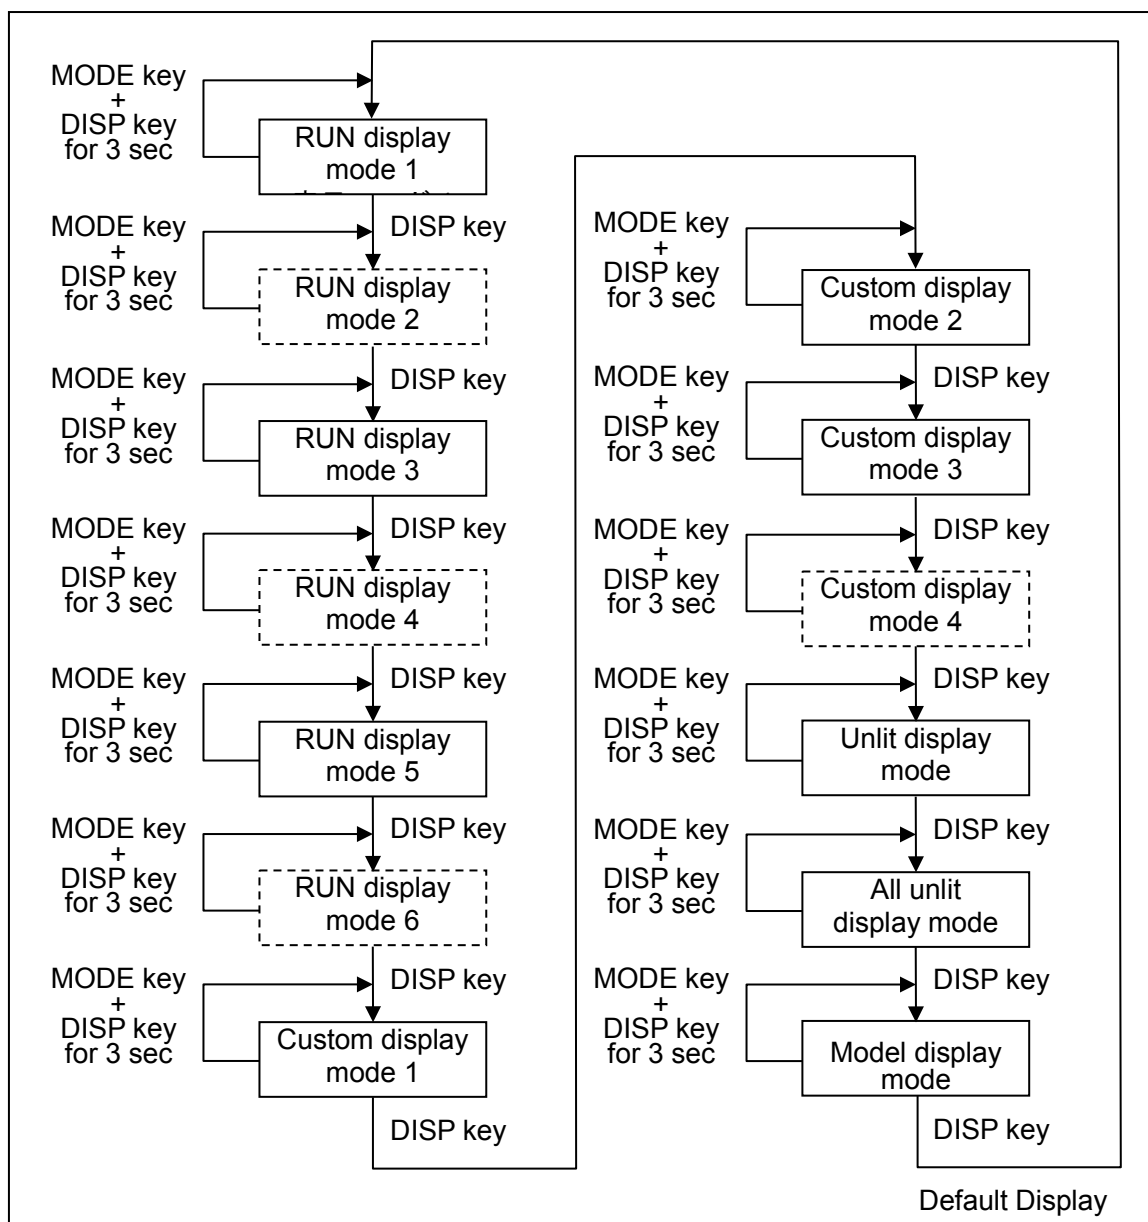 MODE key
+
DISP key
for 3 sec
RUN display
mode 1
DISP key
MODE key
+
DISP key
for 3 sec
RUN display
mode 2
DISP key
MODE key
+
DISP key
for 3 sec
RUN display
mode 3
DISP key
MODE key
+
DISP key
for 3 sec
RUN display
mode 4
DISP key
MODE key
+
DISP key
for 3 sec
RUN display
mode 5
DISP key
MODE key
+
DISP key
for 3 sec
RUN display
mode 6
DISP key
MODE key
+
DISP key
for 3 sec
Custom display
mode 1
DISP key
MODE key
+
DISP key
for 3 sec
Custom display
mode 2
DISP key
MODE key
+
DISP key
for 3 sec
Custom display
mode 3
DISP key
MODE key
+
DISP key
for 3 sec
Custom display
mode 4
DISP key
MODE key
+
DISP key
for 3 sec
Unlit display
mode
DISP key
MODE key
+
DISP key
for 3 sec
All unlit
display mode
DISP key
MODE key
+
DISP key
for 3 sec
Model display
mode
DISP key
Default Display